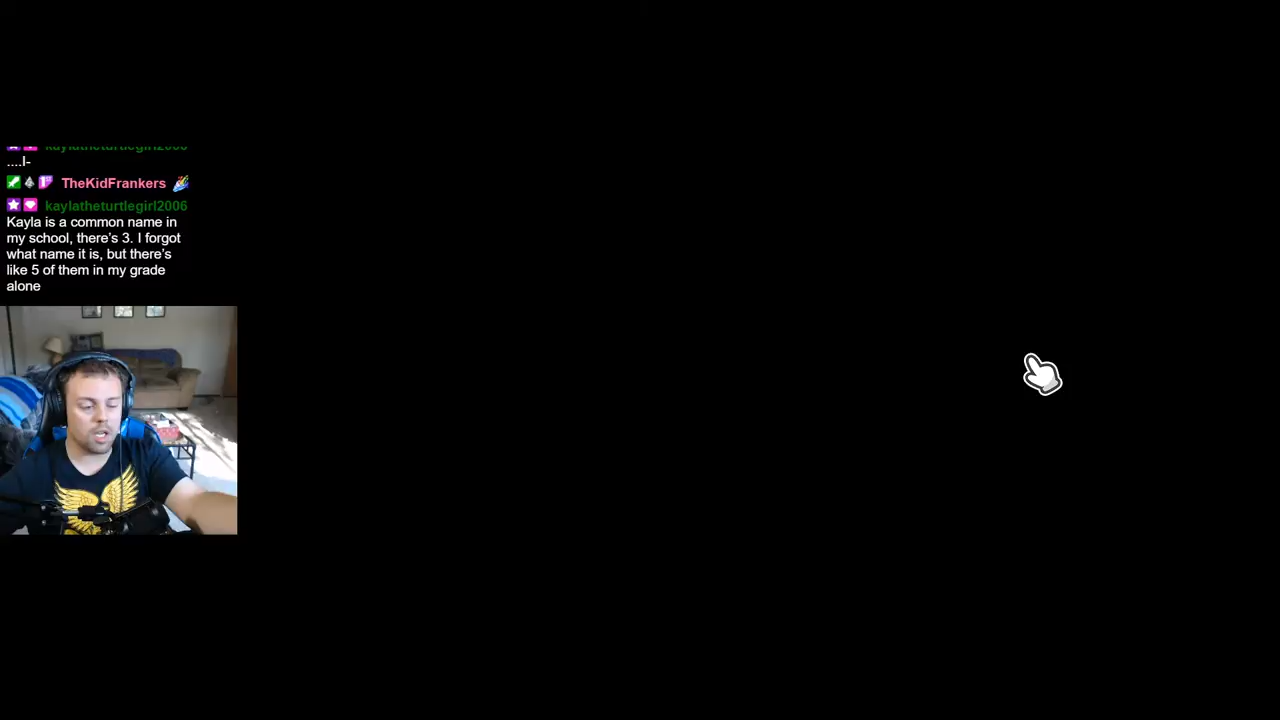 kaylatheturtlegirl2006
....I-
TheKidFrankers
kaylatheturtlegirl2006
Kayla is a common name in
my school, there's 3. I forgot
what name it is, but there's
like 5 of them in my grade
alone